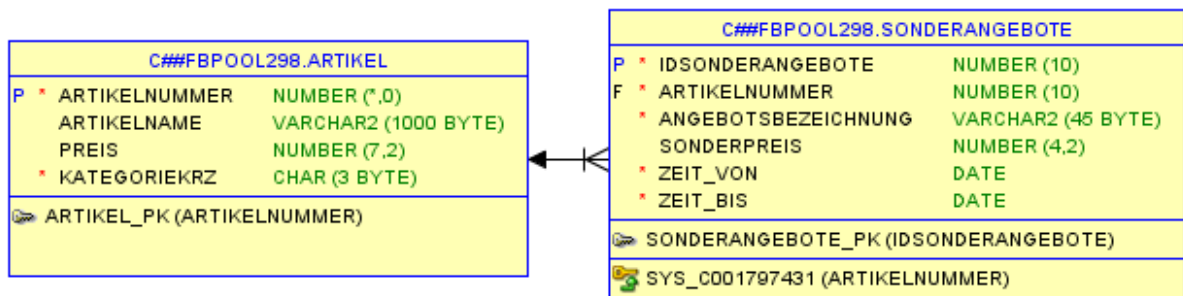 C##FBPOOL298.ARTIKEL
P * ARTIKELNUMMER NUMBER (*,0)
ARTIKELNAME VARCHAR2 (1000 BYTE)
PREIS NUMBER (7,2)
* KATEGORIEKRZ CHAR (3 BYTE)
ARTIKEL_PK (ARTIKELNUMMER)
C##FBPOOL298.SONDERANGEBOTE
P * IDSONDERANGEBOTE NUMBER (10)
F * ARTIKELNUMMER NUMBER (10)
* ANGEBOTSBEZEICHNUNG VARCHAR2 (45 BYTE)
SONDERPREIS NUMBER (4,2)
* ZEIT_VON DATE
* ZEIT_BIS DATE
SONDERANGEBOTE_PK (IDSONDERANGEBOTE)
SYS_C001797431 (ARTIKELNUMMER)